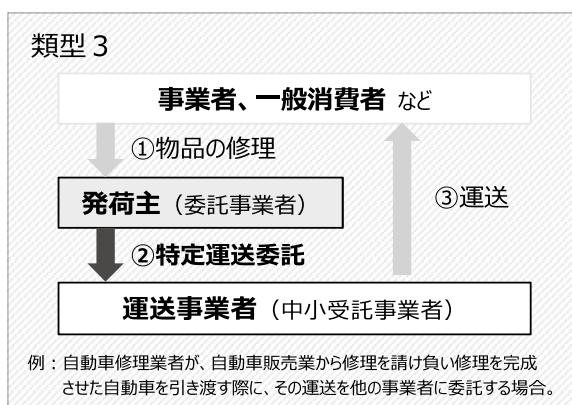 類型３
事業者、一般消費者 など
①物品の修理
発荷主（委託事業者）
③運送
②特定運送委託
運送事業者（中小受託事業者）
例：自動車修理業者が、自動車販売業から修理を請け負い修理を完成
させた自動車を引き渡す際に、その運送を他の事業者に委託する場合。